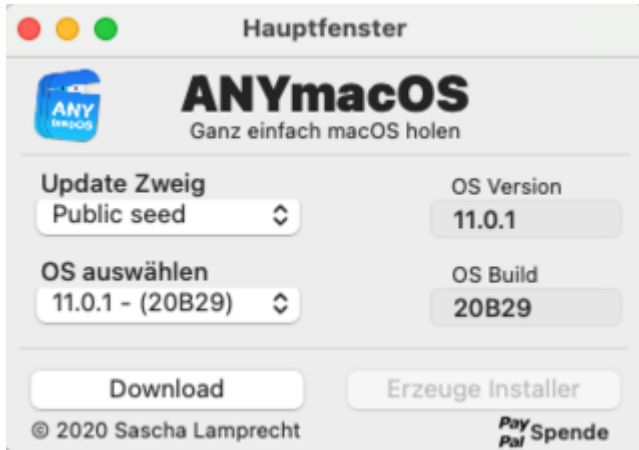 Hauptfenster
ANY
macOS
ANYmacOS
Ganz einfach macOS holen
Update Zweig
OS Version
Public seed
11.0.1
OS auswählen
OS Build
11.0.1 - (20B29)
20B29
Download
Erzeuge Installer
© 2020 Sascha Lamprecht
PayPal Spende